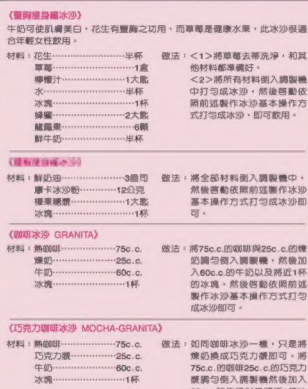 《豐胸瘦身纖冰沙》
牛奶可使肌膚美白,花生有豐胸之功用,而草莓是健康水果,此冰沙很適
合年輕女性飲用。
材料:花生……………………半杯
草莓……………………1盒
檸檬汁…………………1大匙
水………………………半杯
冰塊……………………1杯
蜂蜜……………………2大匙
龍鳳果…………………6顆
鮮牛奶…………………半杯
做法:<1>將草莓去蒂洗淨,和其
他材料都準備好。
<2>將所有材料倒入調製機
中打勻成冰沙,然後啓動依
照前述製作冰沙基本操作方
式打勻成冰沙,即可飲用。
材料:鮮奶油…………………3盎司
摩卡冰沙粉……………12公克
榛果糖漿………………1大匙
冰塊……………………1杯
做法:將全部材料倒入調製機中,
然後啓動依照前述製作冰沙
基本操作方式打勻成冰沙即
可。
《咖啡冰沙 GRANITA》
材料:熱咖啡…………………75c.c.
煉奶……………………25c.c.
牛奶……………………60c.c.
冰塊……………………1杯
做法:將75c.c.的咖啡與25c.c.的煉
奶調勻倒入調製機,然後加
入60c.c.的牛奶以及將近1杯
的冰塊。然後啓動依照前述
製作冰沙基本操作方式打勻
成冰沙即可。
《巧克力咖啡冰沙 MOCHA-GRANITA》
材料:熱咖啡…………………75c.c.
巧克力醬………………25c.c.
牛奶……………………60c.c.
冰塊……………………1杯
做法:如同咖啡冰沙一樣,只是將
煉奶換成巧克力醬即可。將
75c.c.的咖啡與25c.c.的巧克力
醬調勻倒入調製機然後加入